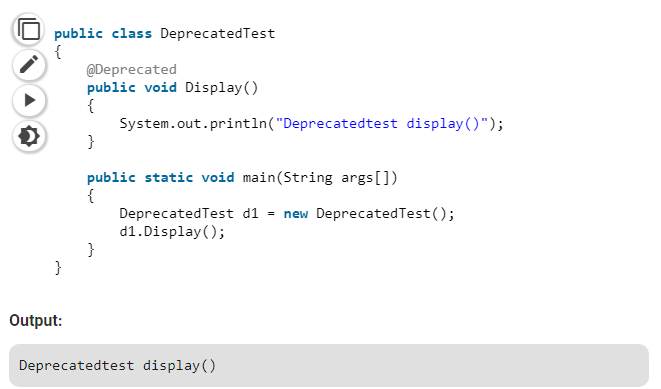 public class DeprecatedTest
{
    @Deprecated
    public void Display()
    {
        System.out.println("Deprecatedtest display()");
    }

    public static void main(String args[])
    {
        DeprecatedTest d1 = new DeprecatedTest();
        d1.Display();
    }
}
Output:
Deprecatedtest display()